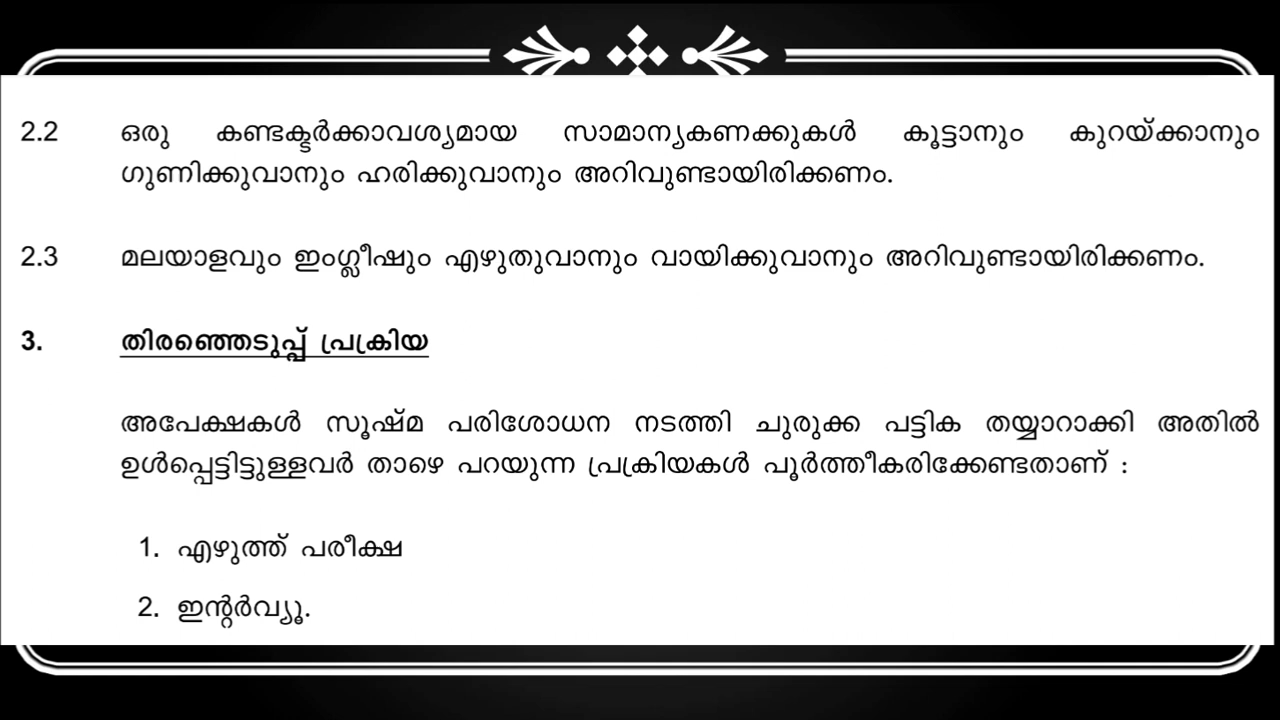 2.2 ഒരു കണ്ടക്ടർക്കാവശ്യമായ സാമാന്യകണക്കുകൾ കൂട്ടാനും കുറയ്ക്കാനും
ഗുണിക്കുവാനും ഹരിക്കുവാനും അറിവുണ്ടായിരിക്കണം.
2.3 മലയാളവും ഇംഗ്ലീഷും എഴുതുവാനും വായിക്കുവാനും അറിവുണ്ടായിരിക്കണം.
3. തിരഞ്ഞെടുപ്പ് പ്രക്രിയ
അപേക്ഷകൾ സൂഷ്മ പരിശോധന നടത്തി ചുരുക്ക പട്ടിക തയ്യാറാക്കി അതിൽ
ഉൾപ്പെട്ടിട്ടുള്ളവർ താഴെ പറയുന്ന പ്രക്രിയകൾ പൂർത്തീകരിക്കേണ്ടതാണ് :
1. എഴുത്ത് പരീക്ഷ
2. ഇന്റർവ്യൂ.